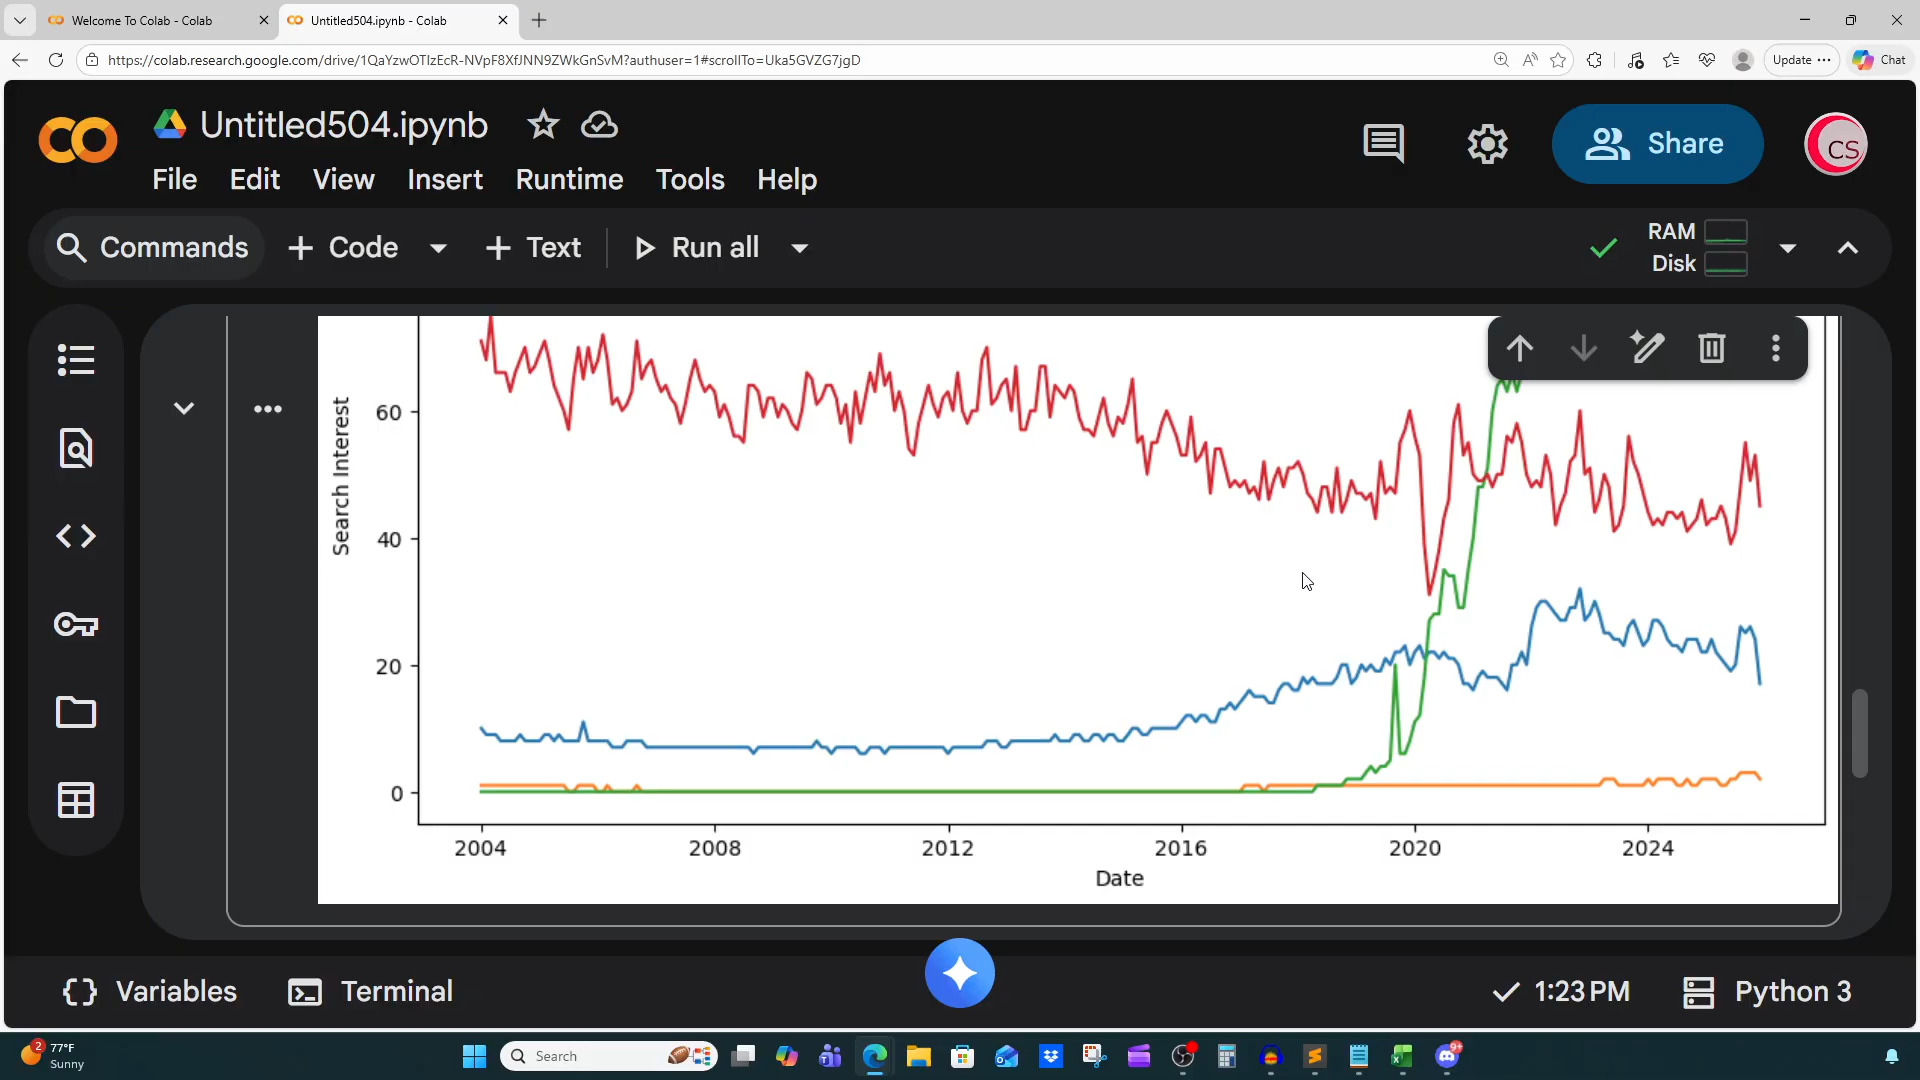 Welcome To Colab - Colab
Untitled504.ipynb - Colab
https://colab.research.google.com/drive/1QaYzwOTIzEcR-NVpF8XfJNN9ZWkGnSvM?authuser=1#scrollTo=Uka5GVZG7jgD
Update
Chat
Untitled504.ipynb
File Edit View Insert Runtime Tools Help
Share
CS
Commands
+ Code
+ Text
Run all
RAM
Disk
Search Interest
60
40
20
0
2004 2008 2012 2016 2020 2024
Date
Variables
Terminal
1:23 PM
Python 3
2
77°F
Sunny
Search
9+